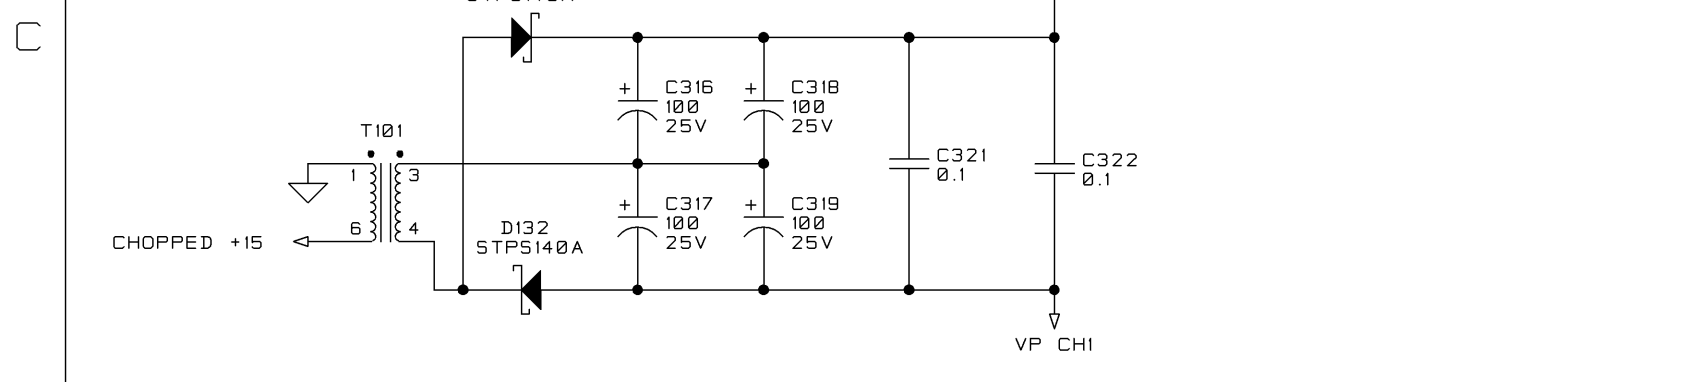 C
C316
100
25V
C318
100
25V
T101
1
3
6
4
CHOPPED +15
C321
0.1
C322
0.1
C317
100
25V
C319
100
25V
D132
STPS140A
VP CH1